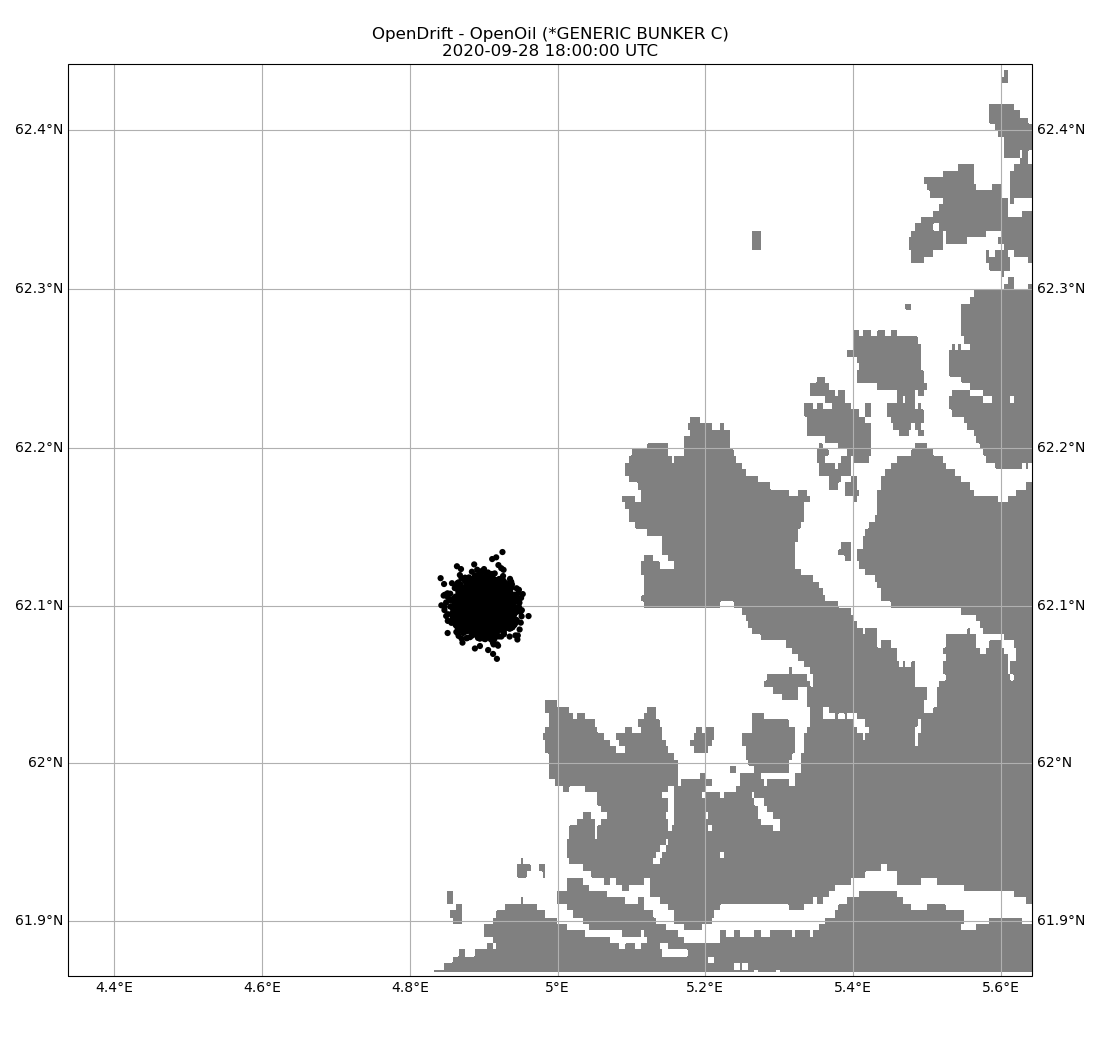 OpenDrift - OpenOil (*GENERIC BUNKER C)
2020-09-28 18:00:00 UTC
62.4°N 62.4°N
62.3°N 62.3°N
62.2°N 62.2°N
62.1°N 62.1°N
62°N 62°N
61.9°N 61.9°N
4.4°E 4.6°E 4.8°E 5°E 5.2°E 5.4°E 5.6°E